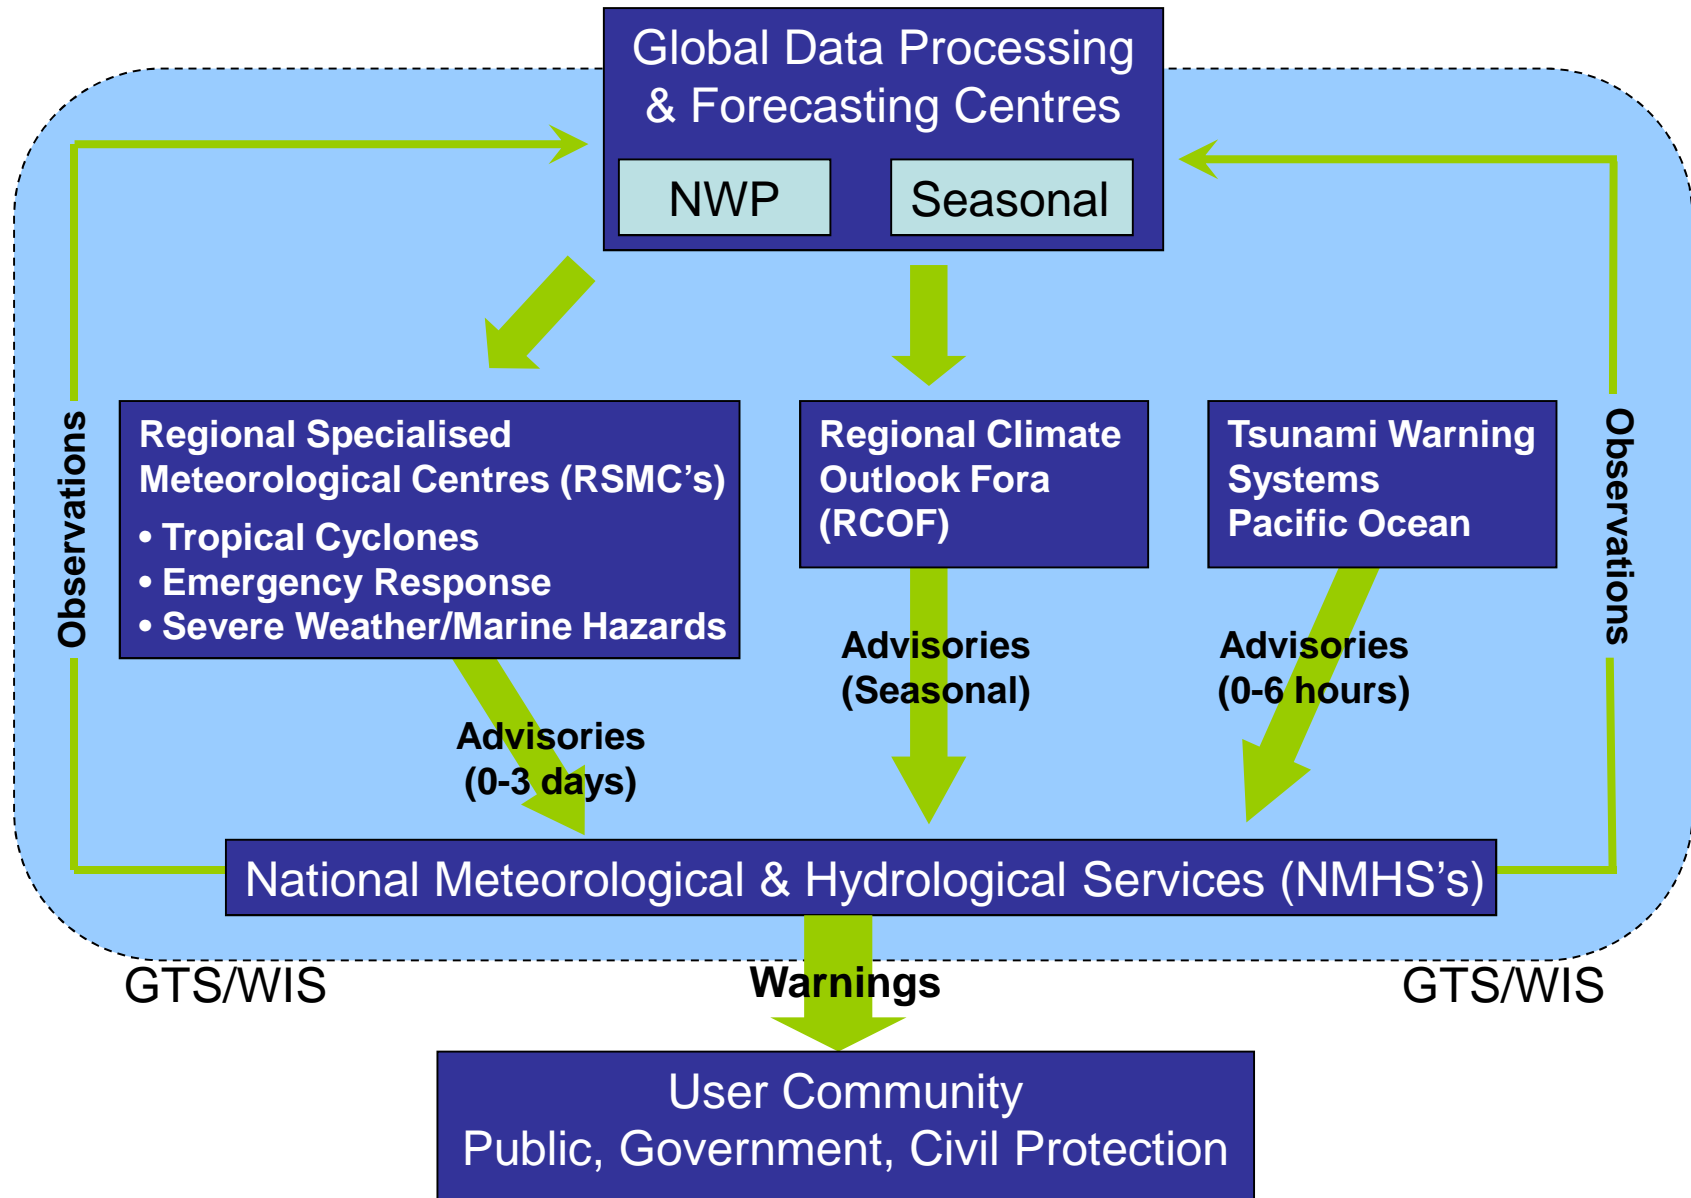 Global Data Processing
& Forecasting Centres
NWP
Seasonal
Observations
Regional Specialised
Meteorological Centres (RSMC’s)
• Tropical Cyclones
• Emergency Response
• Severe Weather/Marine Hazards
Regional Climate
Outlook Fora
(RCOF)
Tsunami Warning
Systems
Pacific Ocean
Observations
Advisories
(0-3 days)
Advisories
(Seasonal)
Advisories
(0-6 hours)
National Meteorological & Hydrological Services (NMHS’s)
GTS/WIS
Warnings
GTS/WIS
User Community
Public, Government, Civil Protection